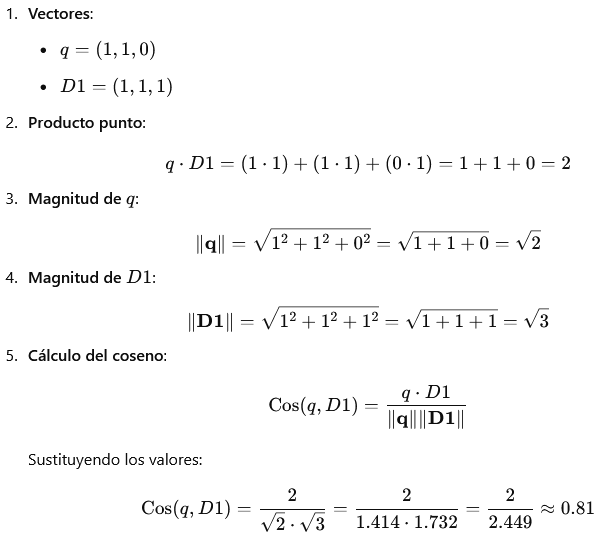 1. Vectores:
• q = (1, 1, 0)
• D1 = (1, 1, 1)
2. Producto punto:
q · D1 = (1 · 1) + (1 · 1) + (0 · 1) = 1 + 1 + 0 = 2
3. Magnitud de q:
‖q‖ = √(1² + 1² + 0²) = √(1 + 1 + 0) = √2
4. Magnitud de D1:
‖D1‖ = √(1² + 1² + 1²) = √(1 + 1 + 1) = √3
5. Cálculo del coseno:
Cos(q, D1) = q · D1 / ‖q‖‖D1‖
Sustituyendo los valores:
Cos(q, D1) = 2 / √2 · √3 = 2 / 1.414 · 1.732 = 2 / 2.449 ≈ 0.81